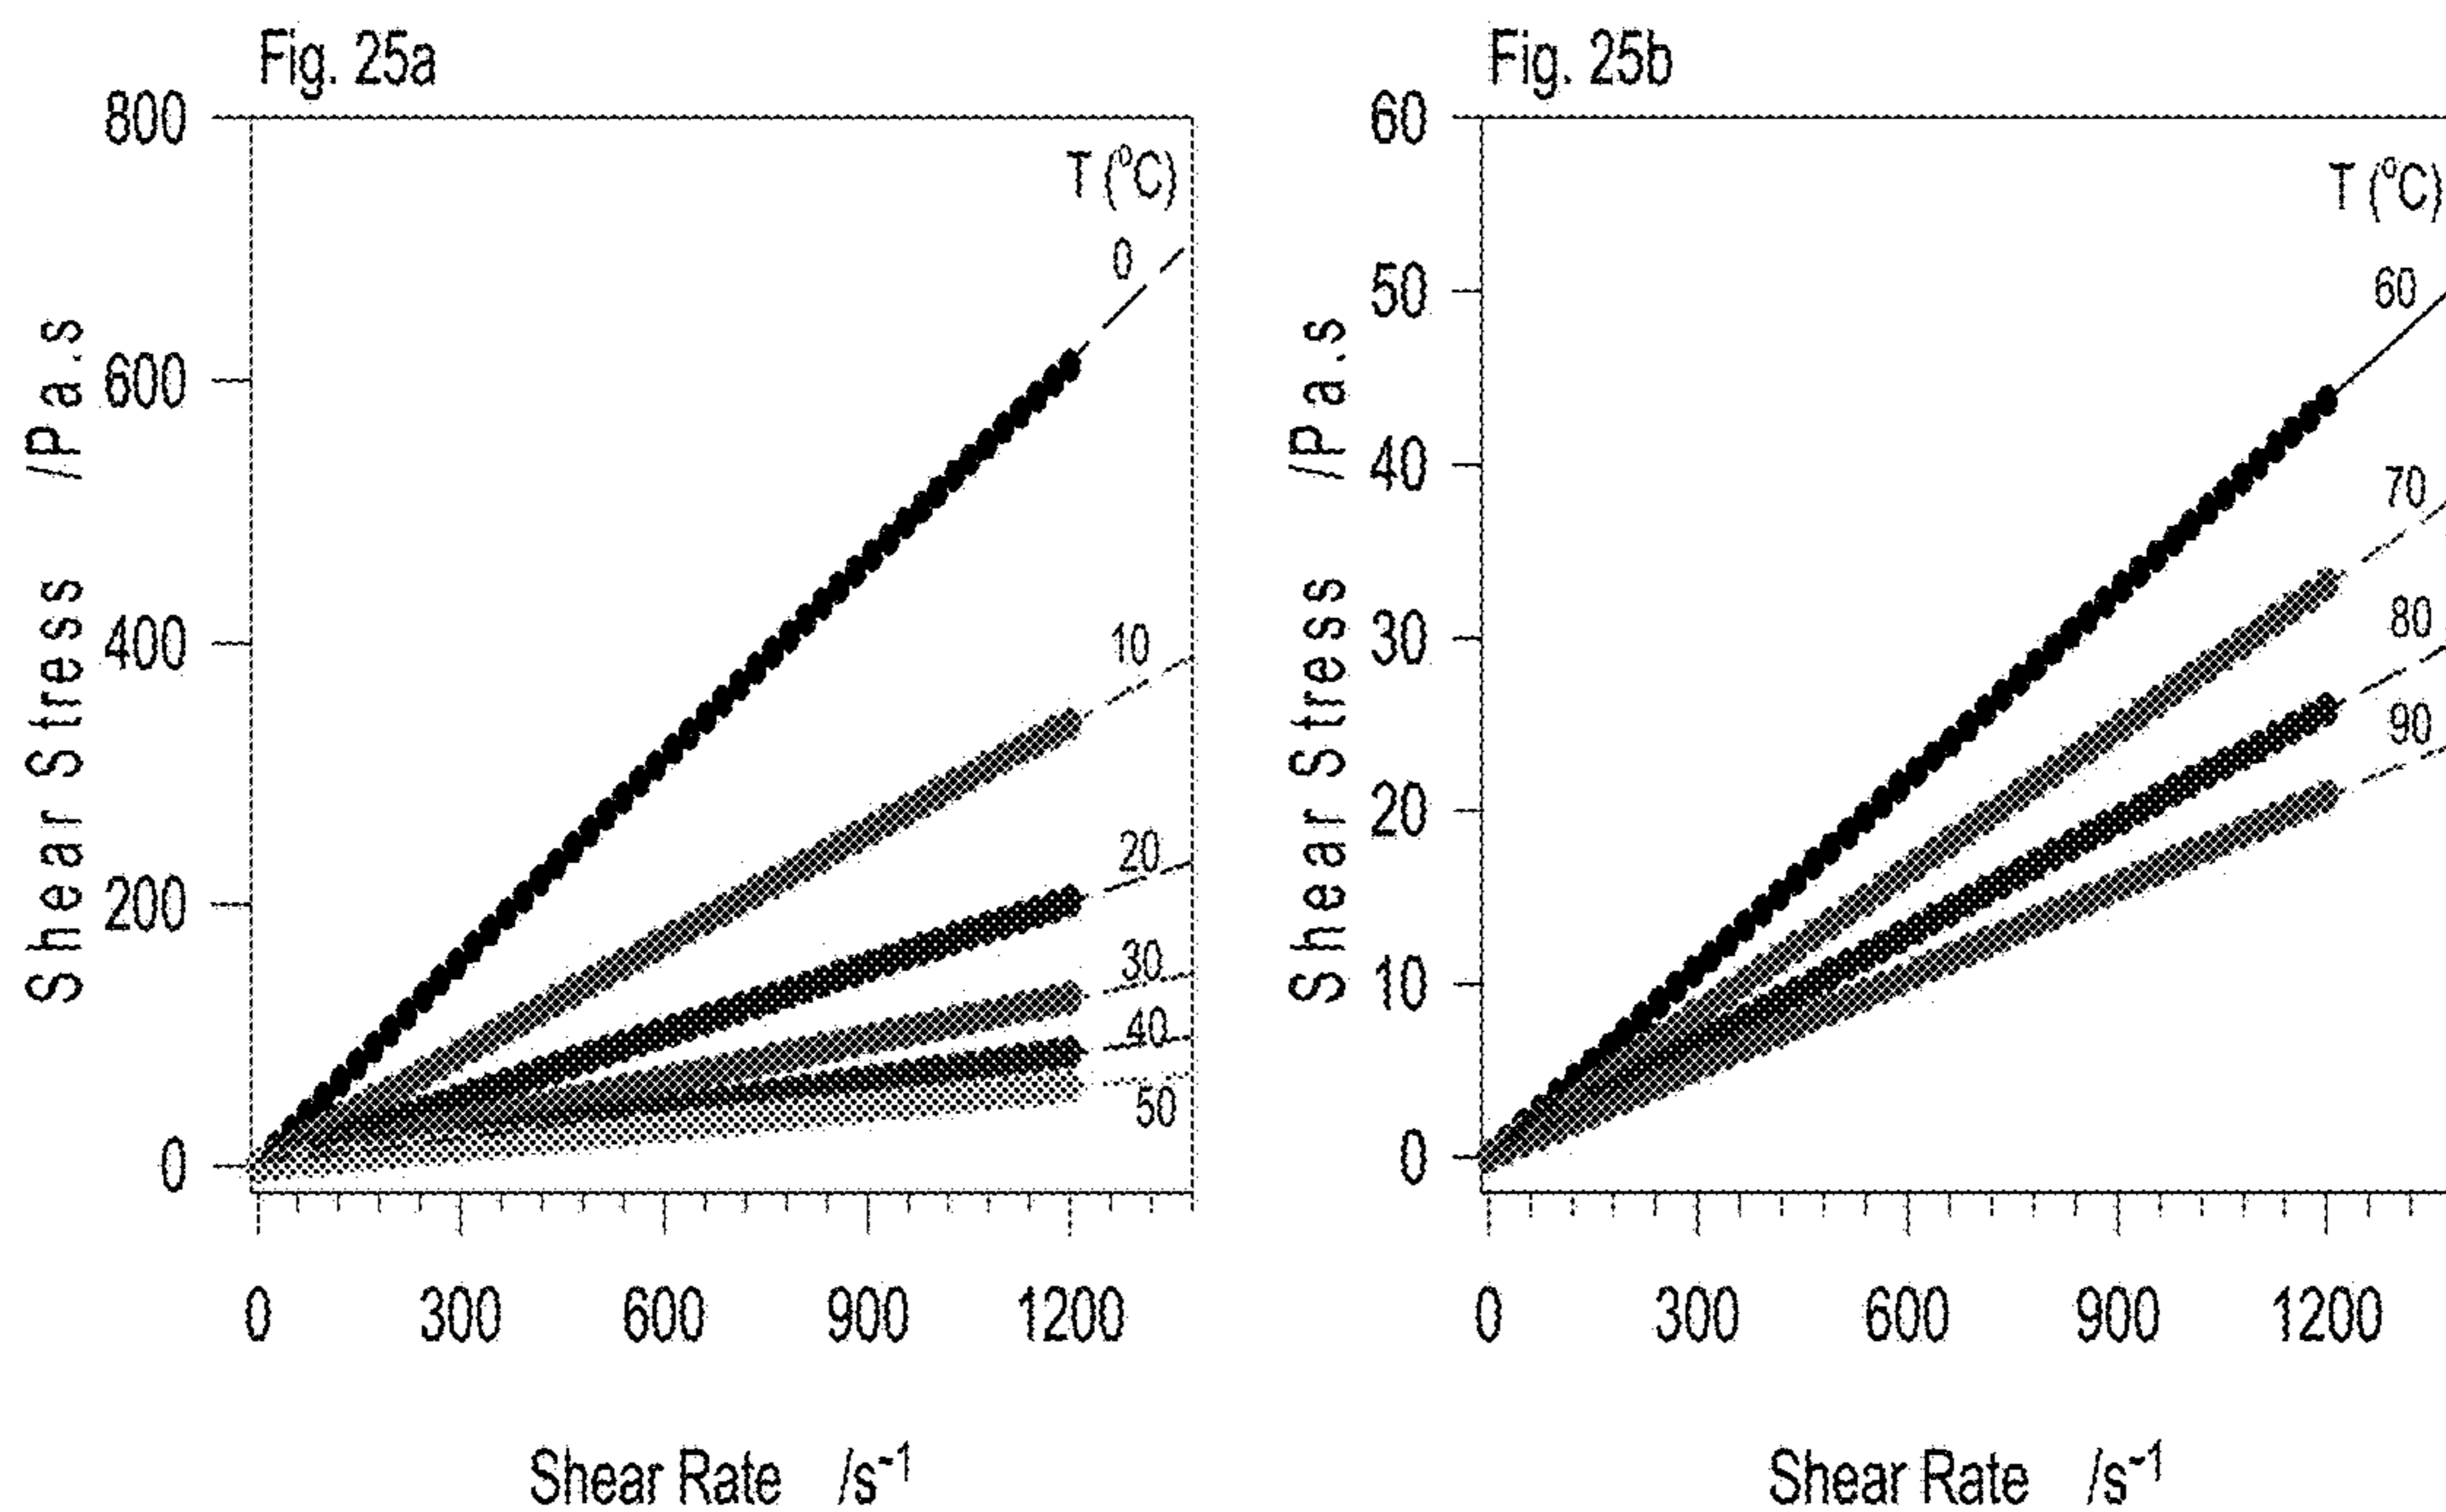 Fig. 25a
800
600
400
200
0
Shear Stress /Pa.s
T (°C)
0
10
20
30
40
50
0 300 600 900 1200
Shear Rate /s⁻¹
Fig. 25b
60
50
40
30
20
10
0
Shear Stress /Pa.s
T (°C)
60
70
80
90
0 300 600 900 1200
Shear Rate /s⁻¹